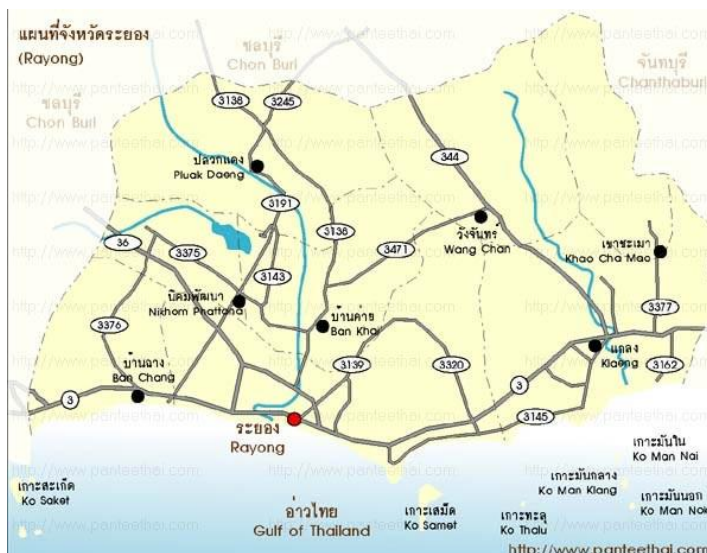 แผนที่จังหวัดระยอง
(Rayong)
ชลบุรี
Chon Buri
ชลบุรี
Chon Buri
จันทบุรี
Chanthaburi
http://www.panteethai.com
3138
3245
344
ปลวกแดง
Pluak Daeng
3191
36
3375
3138
3471
วังจันทร์
Wang Chan
เขาชะเมา
Khao Cha Mao
3143
นิคมพัฒนา
Nikhom Phattana
บ้านค่าย
Ban Khai
3377
3376
บ้านฉาง
Ban Chang
3139
3320
แกลง
Klaeng
3162
3
3
3145
ระยอง
Rayong
เกาะสะเก็ด
Ko Saket
อ่าวไทย
Gulf of Thailand
เกาะเสม็ด
Ko Samet
เกาะทะลุ
Ko Thalu
เกาะมันกลาง
Ko Man Klang
เกาะมันใน
Ko Man Nai
เกาะมันนอก
Ko Man Nok
http://www.panteethai.com